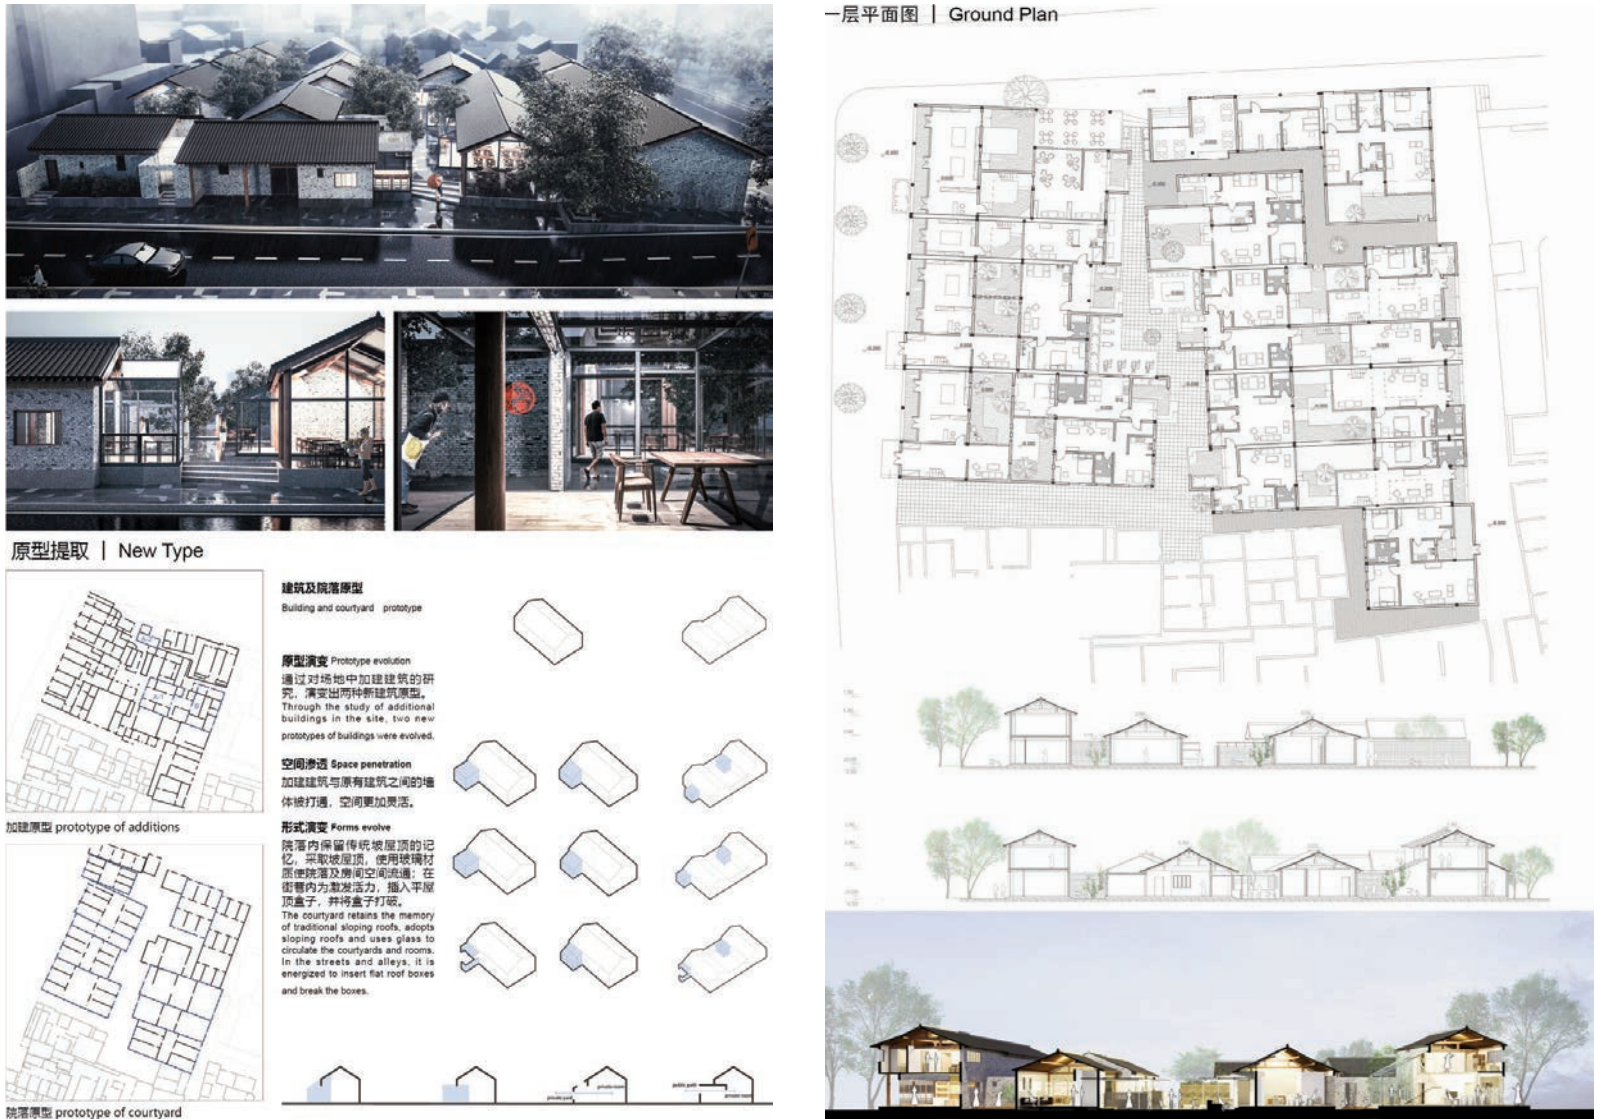 一层平面图 | Ground Plan
原型提取 | New Type
建筑及院落原型
Building and courtyard prototype
原型演变 Prototype evolution
通过对场地中加建建筑的研
究，演变出两种新建筑原型。
Through the study of additional
buildings in the site, two new
prototypes of buildings were evolved.
空间渗透 Space penetration
加建建筑与原有建筑之间的墙
体被打通，空间更加灵活。
形式演变 Forms evolve
院落内保留传统坡屋顶的记
忆，采取坡屋顶，使用玻璃材
质使院落及房间空间流通；在
街巷内为激发活力，插入平屋
顶盒子，并将盒子打破。
The courtyard retains the memory
of traditional sloping roofs, adopts
sloping roofs and uses glass to
circulate the courtyards and rooms.
In the streets and alleys, it is
energized to insert flat roof boxes
and break the boxes.
加建原型 prototype of additions
院落原型 prototype of courtyard
private room
private yard
public path
private room